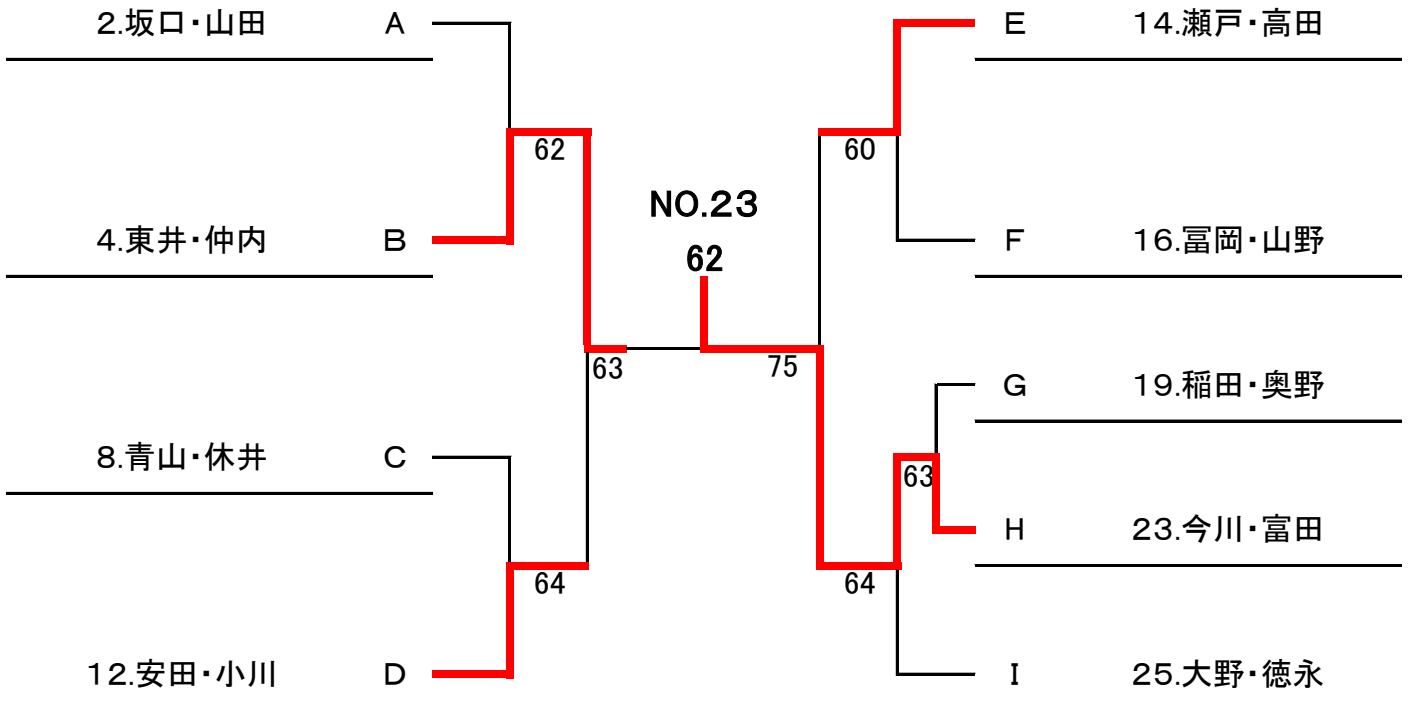 2.坂口・山田 A
E 14.瀬戸・高田
62
60
NO.23
62
4.東井・仲内 B
F 16.冨岡・山野
63
75
G 19.稲田・奥野
8.青山・休井 C
63
H 23.今川・富田
64
64
12.安田・小川 D
I 25.大野・徳永